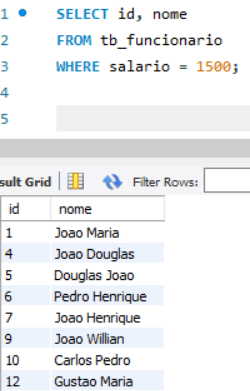 1 SELECT id, nome
2 FROM tb_funcionario
3 WHERE salario = 1500;
4
5
sult Grid Filter Rows:
id nome
1 Joao Maria
4 Joao Douglas
5 Douglas Joao
6 Pedro Henrique
7 Joao Henrique
9 Joao Willian
10 Carlos Pedro
12 Gustao Maria